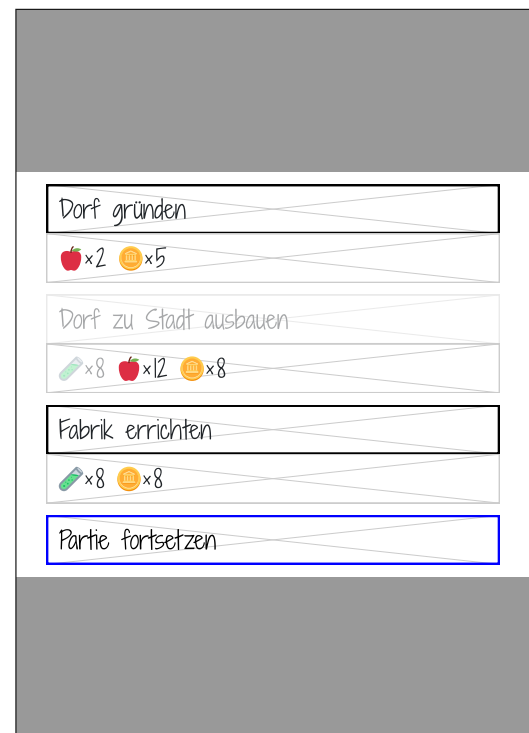 Dorf gründen
×2 ×5
Dorf zu Stadt ausbauen
×8 ×12 ×8
Fabrik errichten
×8 ×8
Partie fortsetzen